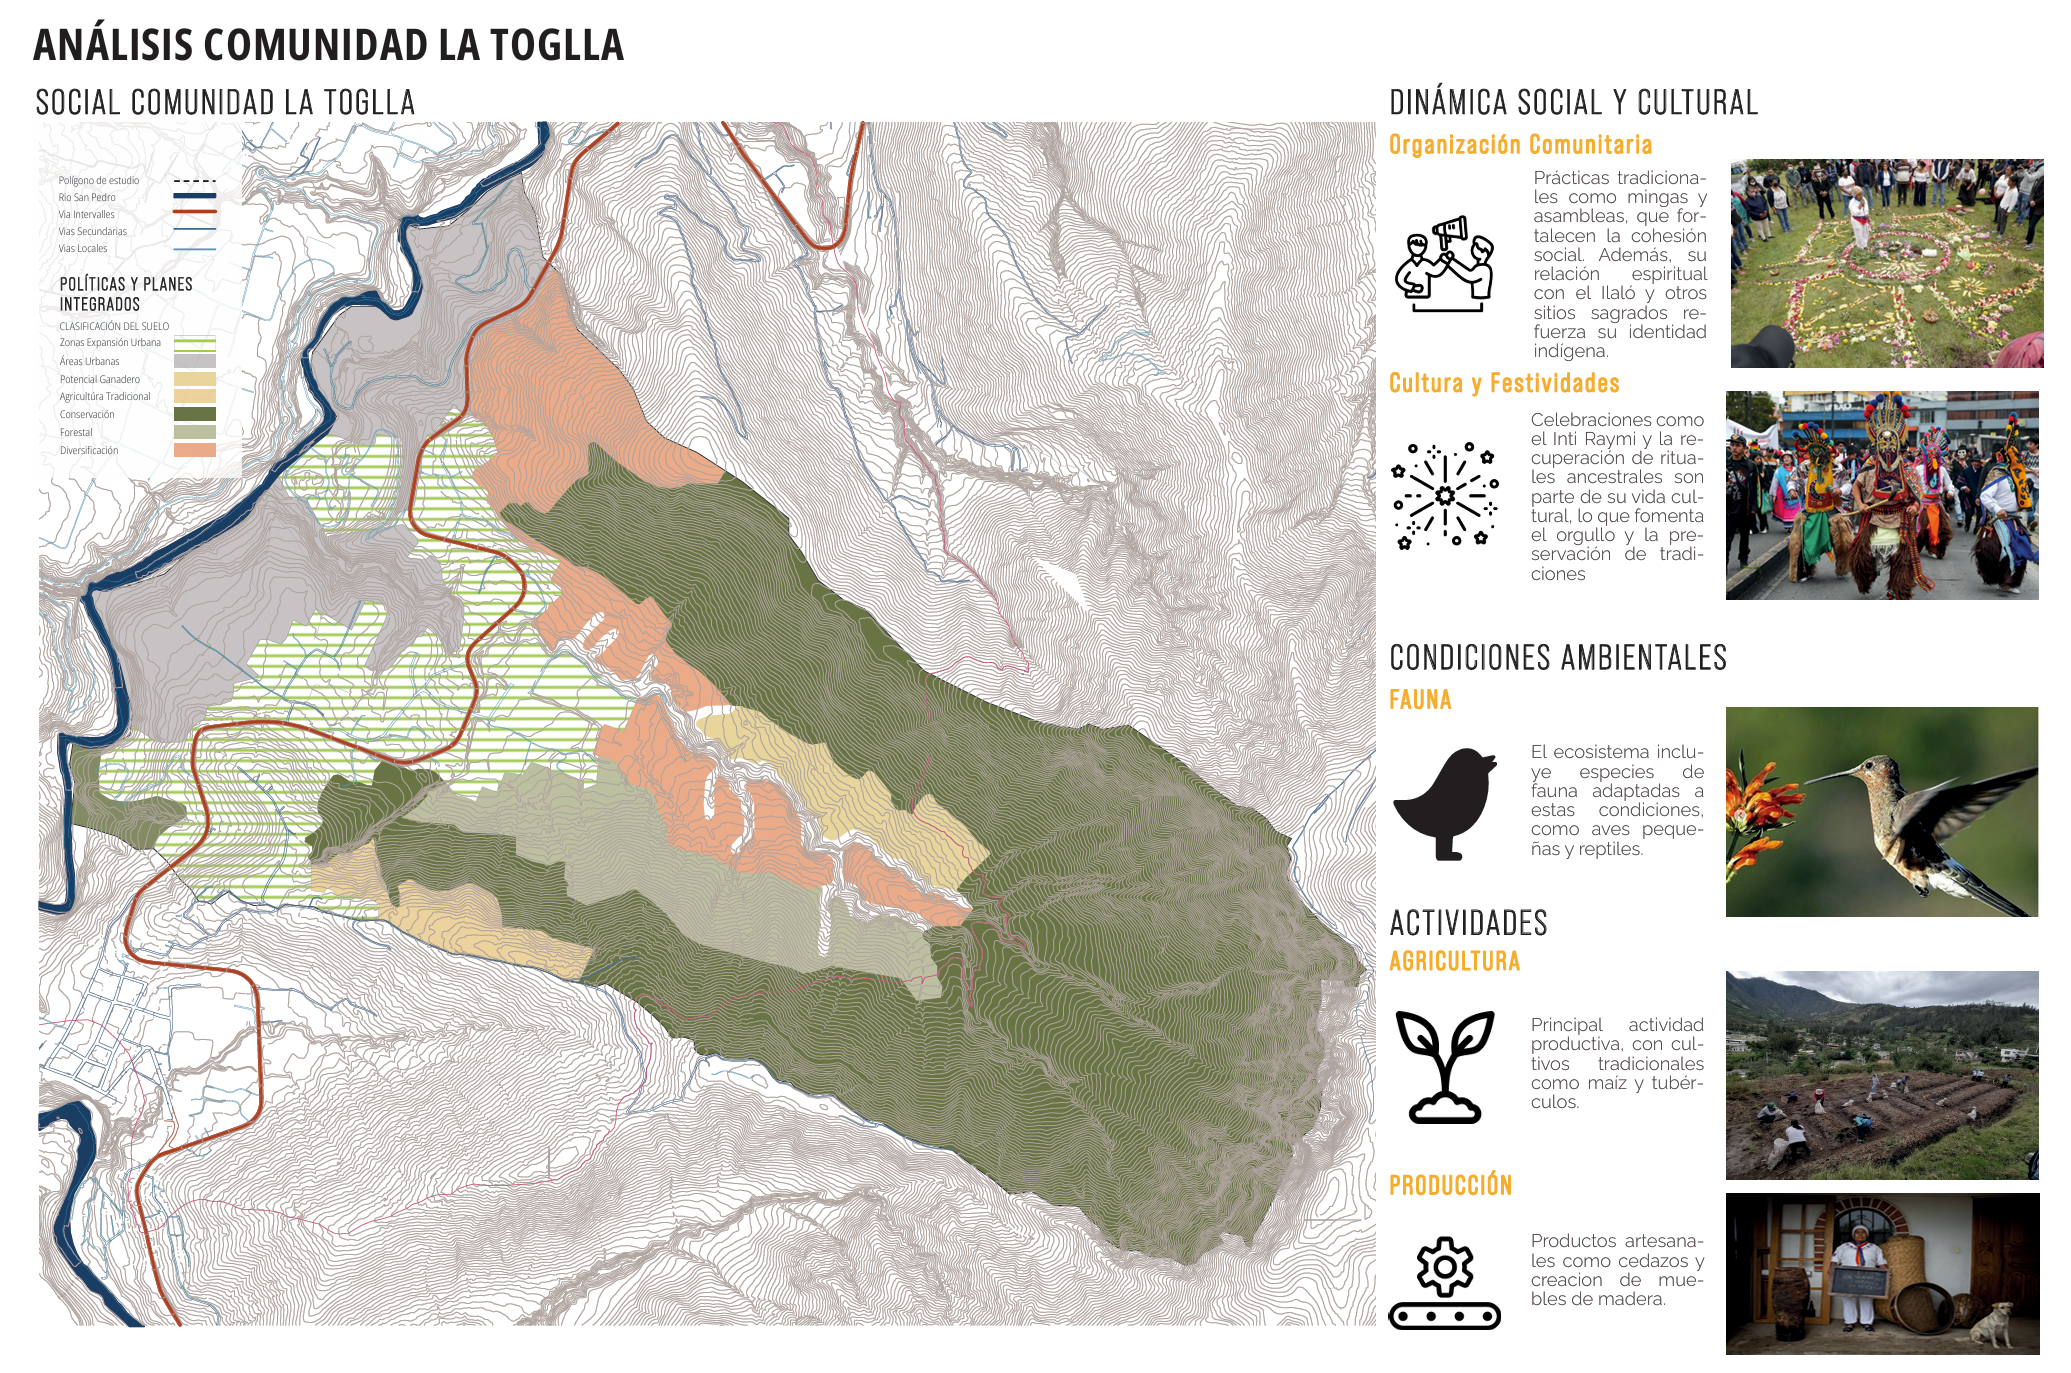 ANÁLISIS COMUNIDAD LA TOGLLA
SOCIAL COMUNIDAD LA TOGLLA
Polígono de estudio
Rio San Pedro
Via Intervalles
Vias Secundarias
Vias Locales
POLÍTICAS Y PLANES
INTEGRADOS
CLASIFICACIÓN DEL SUELO
Zonas Expansión Urbana
Áreas Urbanas
Potencial Ganadero
Agricultúra Tradicional
Conservación
Forestal
Diversificación
DINÁMICA SOCIAL Y CULTURAL
Organización Comunitaria
Prácticas tradiciona-
les como mingas y
asambleas, que for-
talecen la cohesión
social. Además, su
relación espiritual
con el Ilaló y otros
sitios sagrados re-
fuerza su identidad
indígena.
Cultura y Festividades
Celebraciones como
el Inti Raymi y la re-
cuperación de ritua-
les ancestrales son
parte de su vida cul-
tural, lo que fomenta
el orgullo y la pre-
servación de tradi-
ciones
CONDICIONES AMBIENTALES
FAUNA
El ecosistema inclu-
ye especies de
fauna adaptadas a
estas condiciones,
como aves peque-
ñas y reptiles.
ACTIVIDADES
AGRICULTURA
Principal actividad
productiva, con cul-
tivos tradicionales
como maíz y tubér-
culos.
PRODUCCIÓN
Productos artesana-
les como cedazos y
creacion de mue-
bles de madera.